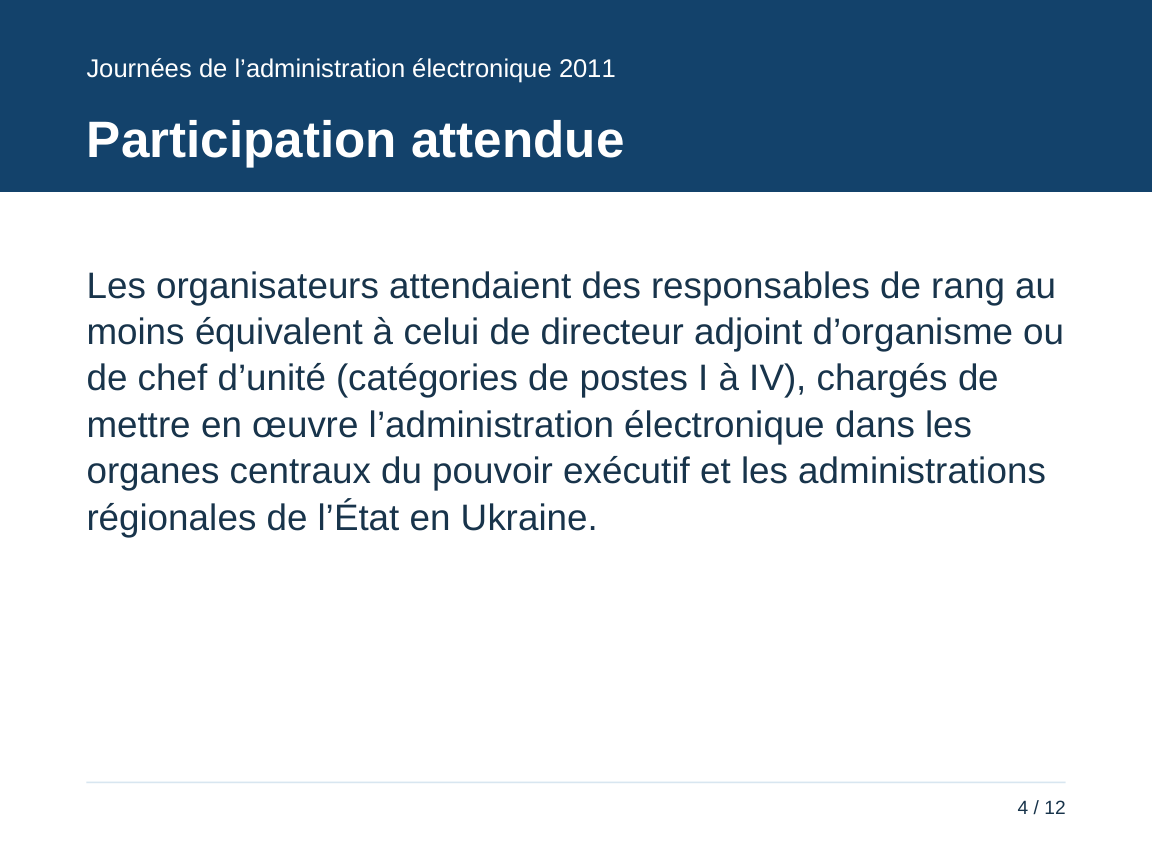 Journées de l’administration électronique 2011
Participation attendue
Les organisateurs attendaient des responsables de rang au
moins équivalent à celui de directeur adjoint d’organisme ou
de chef d’unité (catégories de postes I à IV), chargés de
mettre en œuvre l’administration électronique dans les
organes centraux du pouvoir exécutif et les administrations
régionales de l’État en Ukraine.
4 / 12